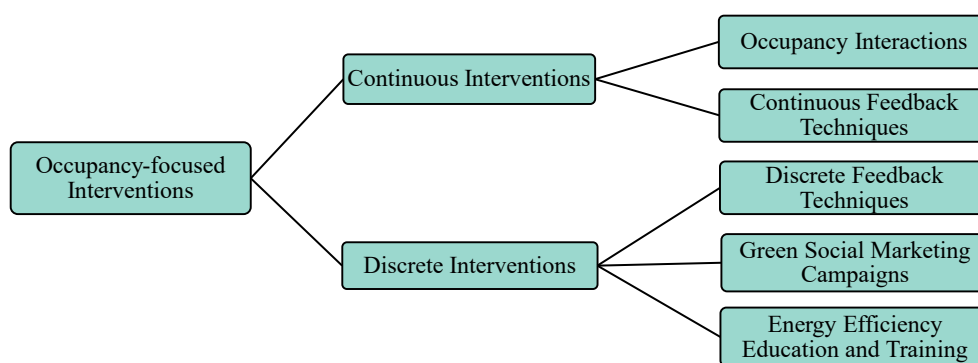 Occupancy-focused
Interventions
Continuous Interventions
Occupancy Interactions
Continuous Feedback
Techniques
Discrete Interventions
Discrete Feedback
Techniques
Green Social Marketing
Campaigns
Energy Efficiency
Education and Training